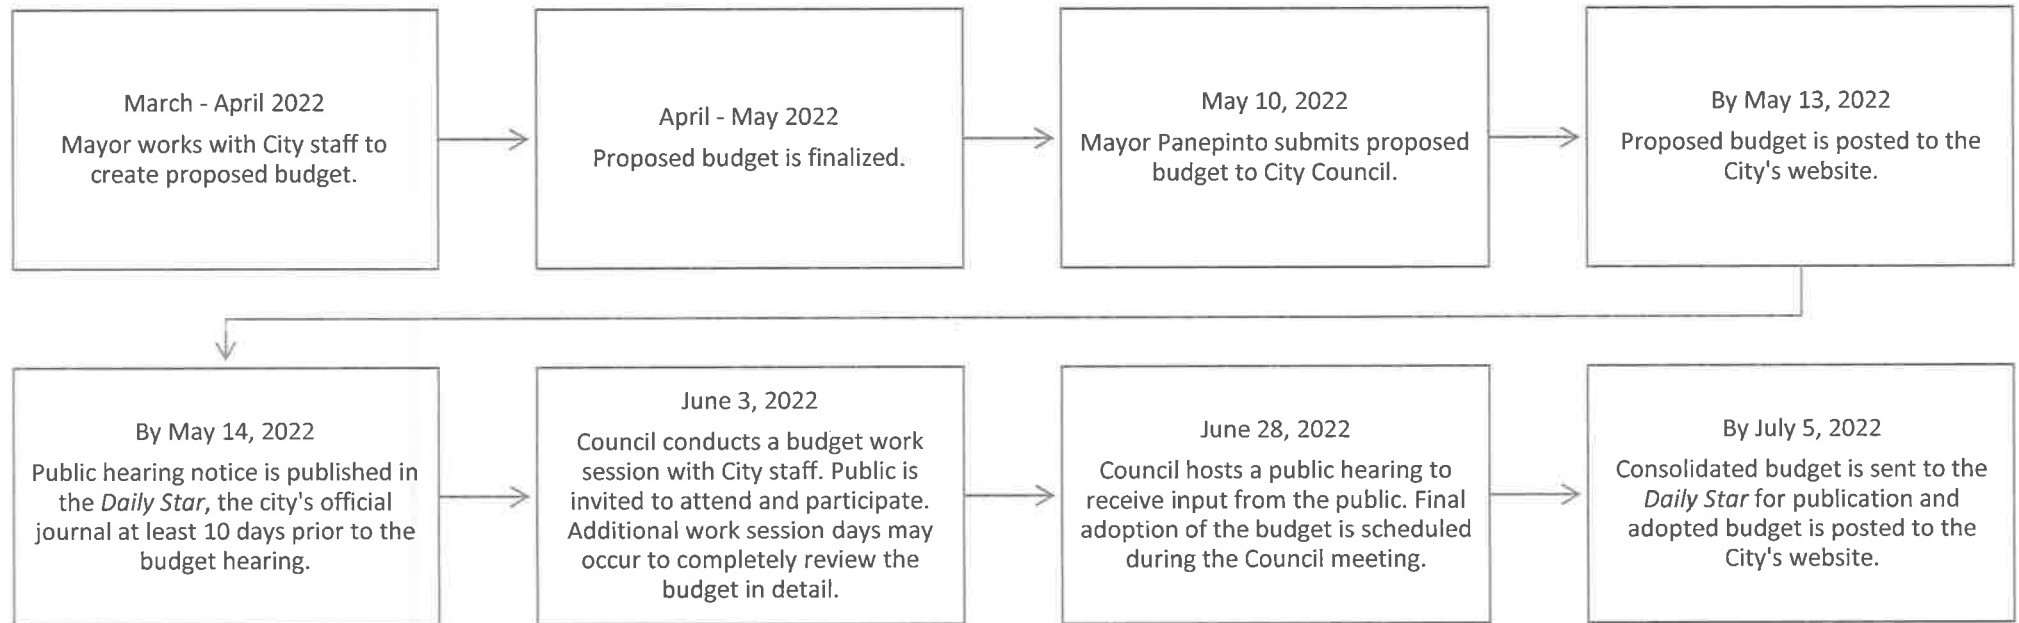 March - April 2022
Mayor works with City staff to
create proposed budget.
April - May 2022
Proposed budget is finalized.
May 10, 2022
Mayor Panepinto submits proposed
budget to City Council.
By May 13, 2022
Proposed budget is posted to the
City's website.
By May 14, 2022
Public hearing notice is published in
the Daily Star, the city's official
journal at least 10 days prior to the
budget hearing.
June 3, 2022
Council conducts a budget work
session with City staff. Public is
invited to attend and participate.
Additional work session days may
occur to completely review the
budget in detail.
June 28, 2022
Council hosts a public hearing to
receive input from the public. Final
adoption of the budget is scheduled
during the Council meeting.
By July 5, 2022
Consolidated budget is sent to the
Daily Star for publication and
adopted budget is posted to the
City's website.